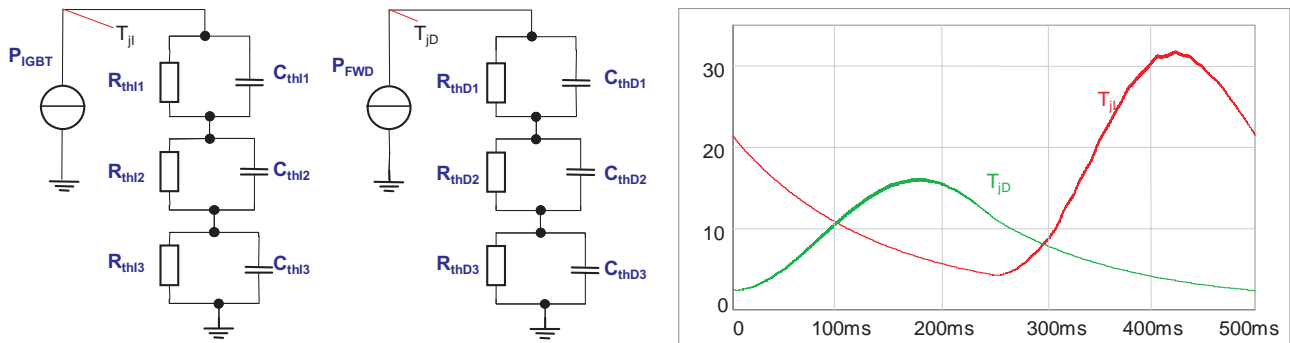 T_jI
P_IGBT
R_thI1
C_thI1
R_thI2
C_thI2
R_thI3
C_thI3
T_jD
P_FWD
R_thD1
C_thD1
R_thD2
C_thD2
R_thD3
C_thD3
30
20
10
0
T_jI
T_jD
0 100ms 200ms 300ms 400ms 500ms